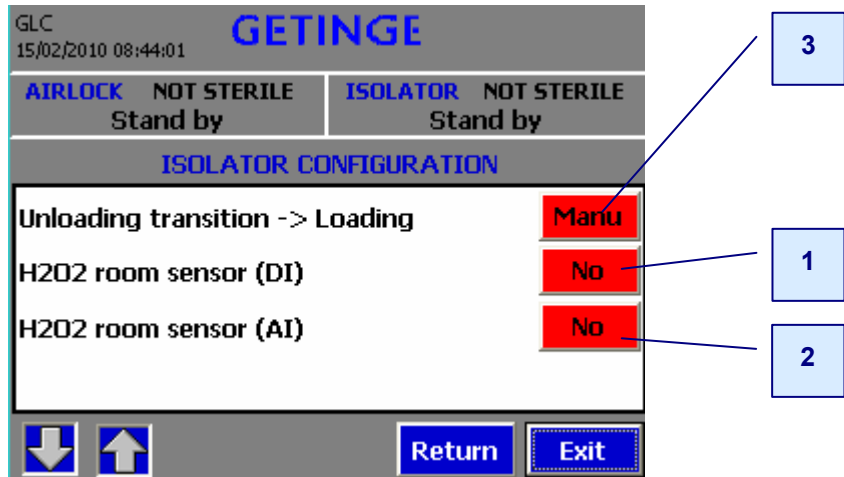 GLC
15/02/2010 08:44:01
GETINGE
AIRLOCK NOT STERILE
Stand by
ISOLATOR NOT STERILE
Stand by
ISOLATOR CONFIGURATION
Unloading transition -> Loading Manu
H2O2 room sensor (DI) No
H2O2 room sensor (AI) No
Return Exit
3
1
2